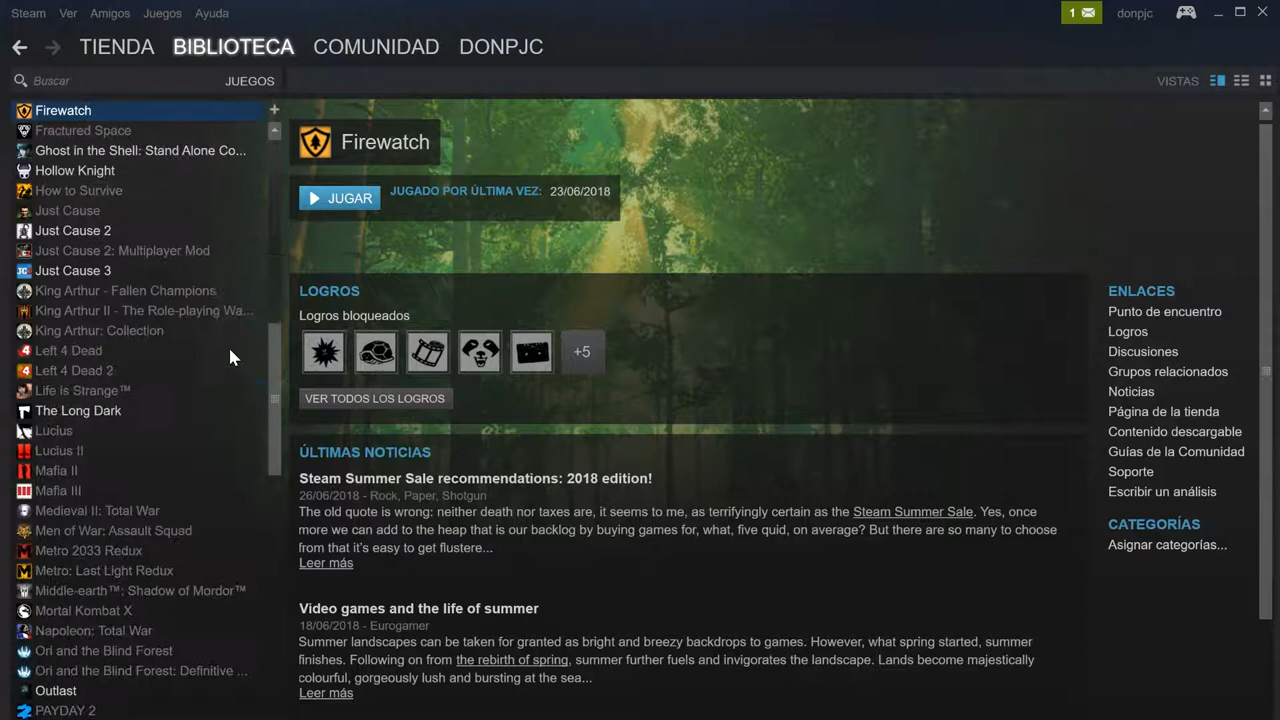 Steam Ver Amigos Juegos Ayuda
1 donpjc
TIENDA BIBLIOTECA COMUNIDAD DONPJC
Buscar JUEGOS
VISTAS
Firewatch
Fractured Space
Ghost in the Shell: Stand Alone Co...
Hollow Knight
How to Survive
Just Cause
Just Cause 2
Just Cause 2: Multiplayer Mod
Just Cause 3
King Arthur - Fallen Champions
King Arthur II - The Role-playing Wa...
King Arthur: Collection
Left 4 Dead
Left 4 Dead 2
Life is Strange™
The Long Dark
Lucius
Lucius II
Mafia II
Mafia III
Medieval II: Total War
Men of War: Assault Squad
Metro 2033 Redux
Metro: Last Light Redux
Middle-earth™: Shadow of Mordor™
Mortal Kombat X
Napoleon: Total War
Ori and the Blind Forest
Ori and the Blind Forest: Definitive ...
Outlast
PAYDAY 2
Firewatch
JUGAR
JUGADO POR ÚLTIMA VEZ: 23/06/2018
LOGROS
Logros bloqueados
+5
VER TODOS LOS LOGROS
ÚLTIMAS NOTICIAS
Steam Summer Sale recommendations: 2018 edition!
26/06/2018 - Rock, Paper, Shotgun
The old quote is wrong: neither death nor taxes are, it seems to me, as terrifyingly certain as the Steam Summer Sale. Yes, once
more we can add to the heap that is our backlog by buying games for, what, five quid, on average? But there are so many to choose
from that it's easy to get flustere...
Leer más
Video games and the life of summer
18/06/2018 - Eurogamer
Summer landscapes can be taken for granted as bright and breezy backdrops to games. However, what spring started, summer
finishes. Following on from the rebirth of spring, summer further fuels and invigorates the landscape. Lands become majestically
colourful, gorgeously lush and bursting at the sea...
Leer más
ENLACES
Punto de encuentro
Logros
Discusiones
Grupos relacionados
Noticias
Página de la tienda
Contenido descargable
Guías de la Comunidad
Soporte
Escribir un análisis
CATEGORÍAS
Asignar categorías...